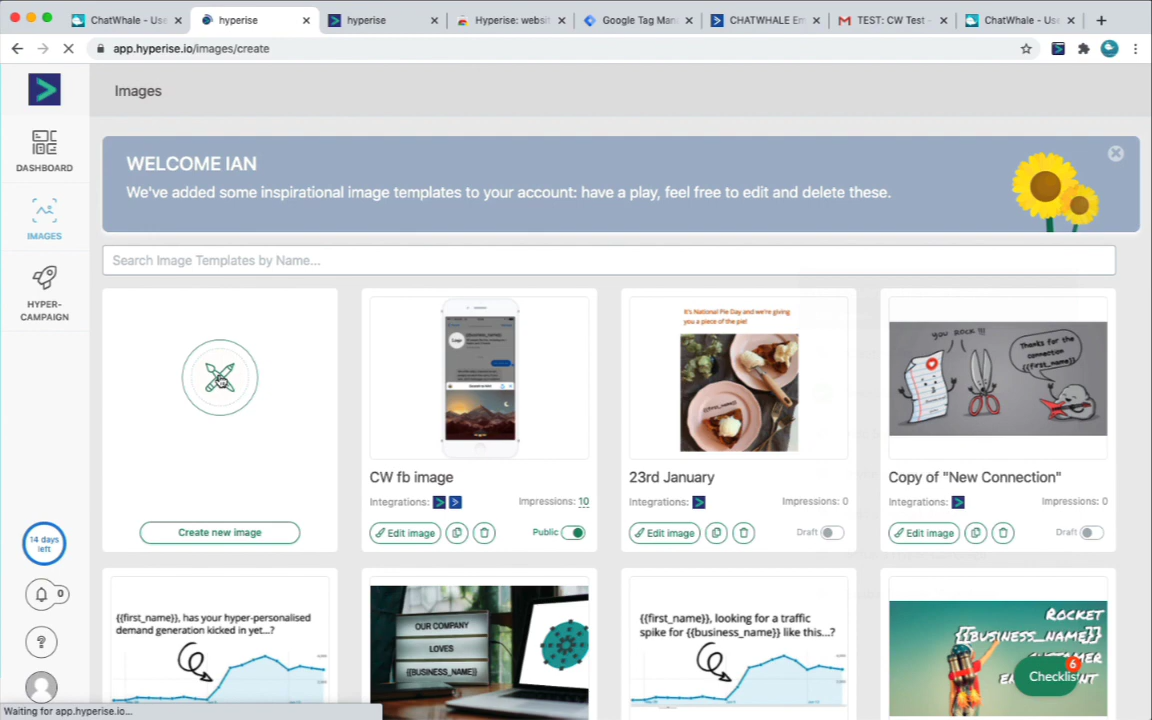 ChatWhale - Use
hyperise
hyperise
Hyperise: websit
Google Tag Man
CHATWHALE Em
TEST: CW Test -
ChatWhale - Use
app.hyperise.io/images/create
Images
DASHBOARD
IMAGES
HYPER-
CAMPAIGN
14 days
left
0
?
WELCOME IAN
We've added some inspirational image templates to your account: have a play, feel free to edit and delete these.
Search Image Templates by Name...
Create new image
Logo
{{business_name}}
CW fb image
Integrations:
Impressions: 10
Edit image
Public
It's National Pie Day and we're giving
you a piece of the pie!
{{first_name}}
23rd January
Integrations:
Impressions: 0
Edit image
Draft
YOU ROCK !!!
Thanks for the
connection
{{first_name}}
Copy of "New Connection"
Integrations:
Impressions: 0
Edit image
Draft
{{first_name}}, has your hyper-personalised
demand generation kicked in yet...?
OUR COMPANY
LOVES
{{BUSINESS_NAME}}
{{first_name}}, looking for a traffic
spike for {{business_name}} like this...?
ROCKET
{{BUSINESS_NAME}}
Checklist
6
Waiting for app.hyperise.io...